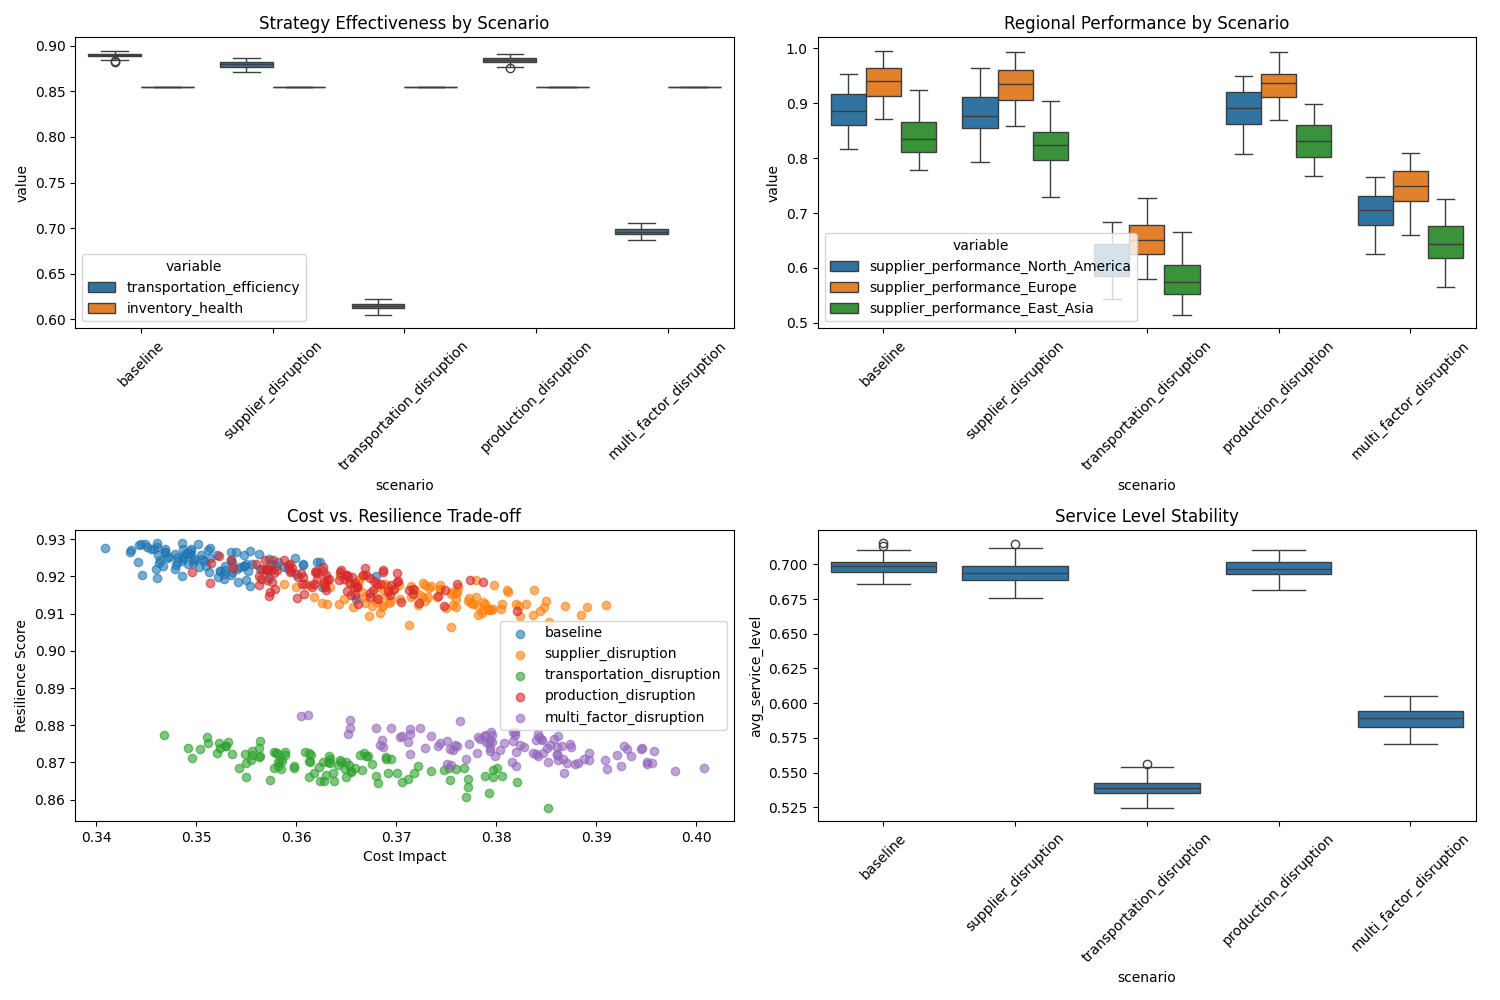 Strategy Effectiveness by Scenario
value
0.90
0.85
0.80
0.75
0.70
0.65
0.60
variable
transportation_efficiency
inventory_health
baseline
supplier_disruption
transportation_disruption
production_disruption
multi_factor_disruption
scenario
Regional Performance by Scenario
value
1.0
0.9
0.8
0.7
0.6
0.5
variable
supplier_performance_North_America
supplier_performance_Europe
supplier_performance_East_Asia
baseline
supplier_disruption
transportation_disruption
production_disruption
multi_factor_disruption
scenario
Cost vs. Resilience Trade-off
Resilience Score
0.93
0.92
0.91
0.90
0.89
0.88
0.87
0.86
baseline
supplier_disruption
transportation_disruption
production_disruption
multi_factor_disruption
0.34 0.35 0.36 0.37 0.38 0.39 0.40
Cost Impact
Service Level Stability
avg_service_level
0.700
0.675
0.650
0.625
0.600
0.575
0.550
0.525
baseline
supplier_disruption
transportation_disruption
production_disruption
multi_factor_disruption
scenario